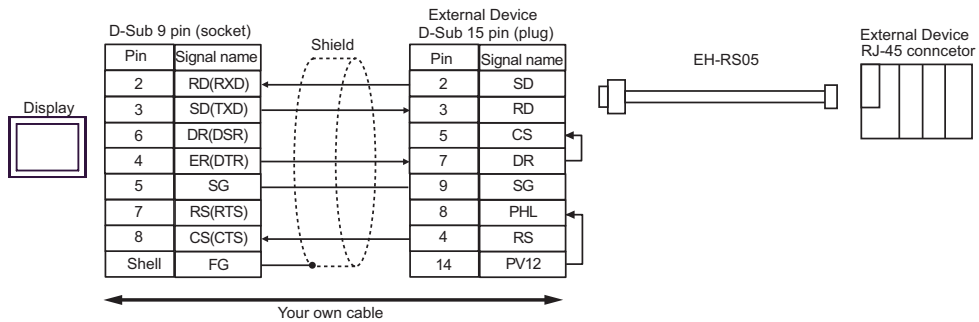 External Device
D-Sub 9 pin (socket)
D-Sub 15 pin (plug)
Shield
External Device
RJ-45 conncetor
EH-RS05
Display
Pin Signal name Pin Signal name
2 RD(RXD) 2 SD
3 SD(TXD) 3 RD
6 DR(DSR) 5 CS
4 ER(DTR) 7 DR
5 SG 9 SG
7 RS(RTS) 8 PHL
8 CS(CTS) 4 RS
Shell FG 14 PV12
Your own cable